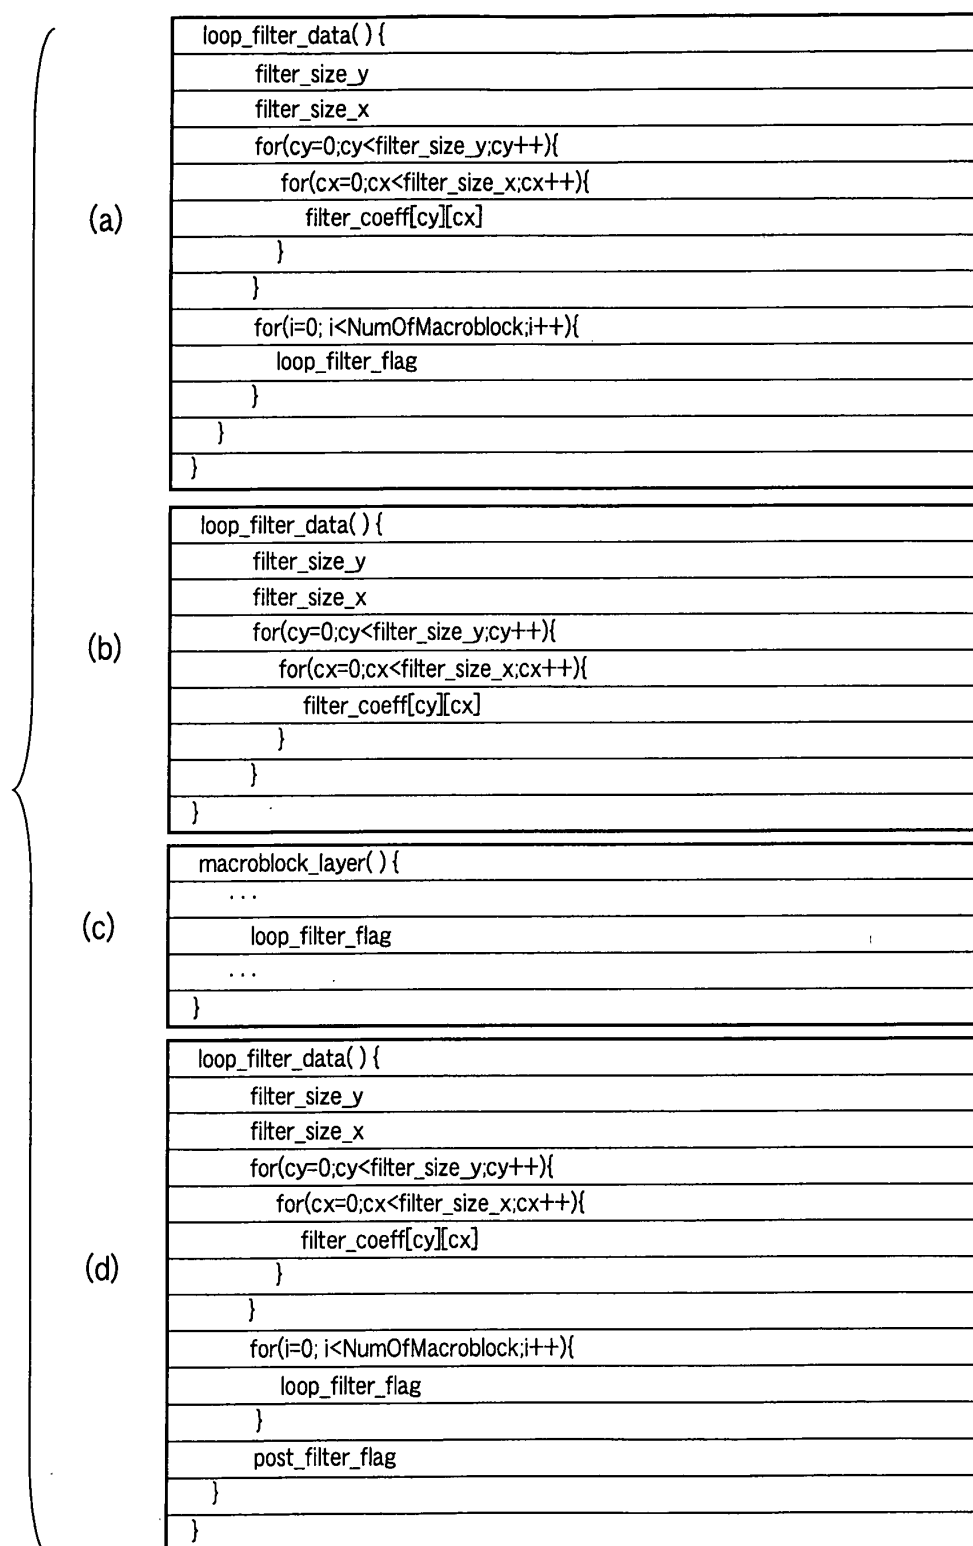 (a)
loop_filter_data( ) {
filter_size_y
filter_size_x
for(cy=0;cy<filter_size_y;cy++){
for(cx=0;cx<filter_size_x;cx++){
filter_coeff[cy][cx]
}
}
for(i=0; i<NumOfMacroblock;i++){
loop_filter_flag
}
}
}
(b)
loop_filter_data( ) {
filter_size_y
filter_size_x
for(cy=0;cy<filter_size_y;cy++){
for(cx=0;cx<filter_size_x;cx++){
filter_coeff[cy][cx]
}
}
}
(c)
macroblock_layer( ) {
...
loop_filter_flag
...
}
(d)
loop_filter_data( ) {
filter_size_y
filter_size_x
for(cy=0;cy<filter_size_y;cy++){
for(cx=0;cx<filter_size_x;cx++){
filter_coeff[cy][cx]
}
}
for(i=0; i<NumOfMacroblock;i++){
loop_filter_flag
}
post_filter_flag
}
}